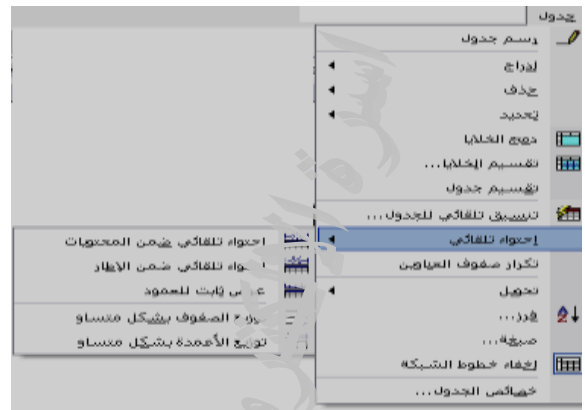 جدول
رسم جدول
إدراج
حذف
تحديد
دمج الخلايا
تقسيم الخلايا...
تقسيم جدول
تنسيق تلقائي للجدول...
إحتواء تلقائي
تكرار صفوف العناوين
تحويل
فرز...
صيغة...
إخفاء خطوط الشبكة
خصائص الجدول...
احتواء تلقائي ضمن المحتويات
احتواء تلقائي ضمن الإطار
عرض ثابت للعمود
توزيع الصفوف بشكل متساو
توزيع الأعمدة بشكل متساو